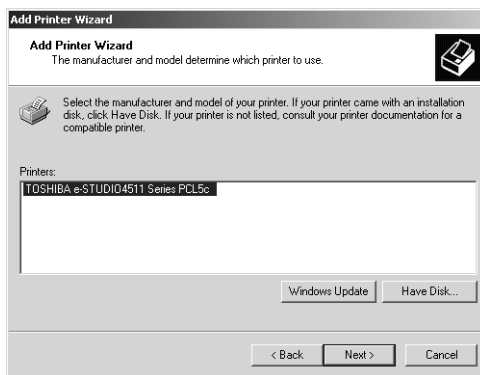 Add Printer Wizard
Add Printer Wizard
The manufacturer and model determine which printer to use.
Select the manufacturer and model of your printer. If your printer came with an installation
disk, click Have Disk. If your printer is not listed, consult your printer documentation for a
compatible printer.
Printers:
TOSHIBA e-STUDIO4511 Series PCL5c
Windows Update
Have Disk...
< Back
Next >
Cancel